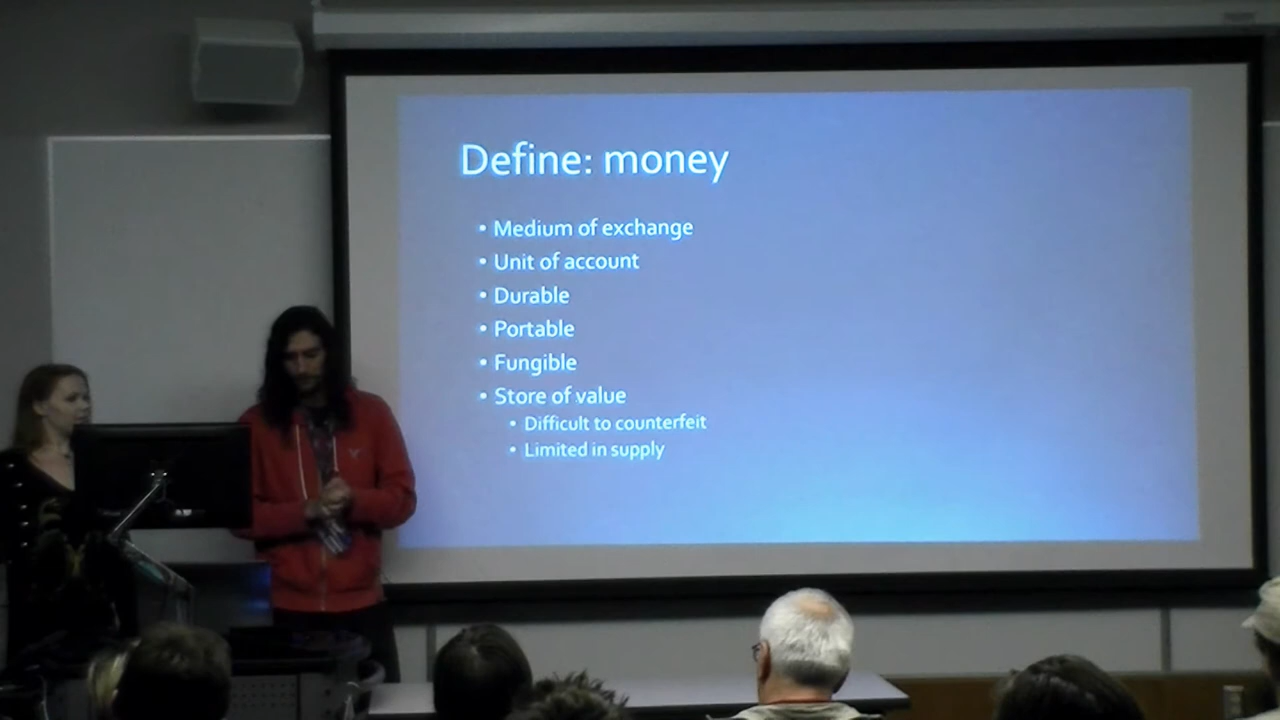 Define: money
• Medium of exchange
• Unit of account
• Durable
• Portable
• Fungible
• Store of value
• Difficult to counterfeit
• Limited in supply